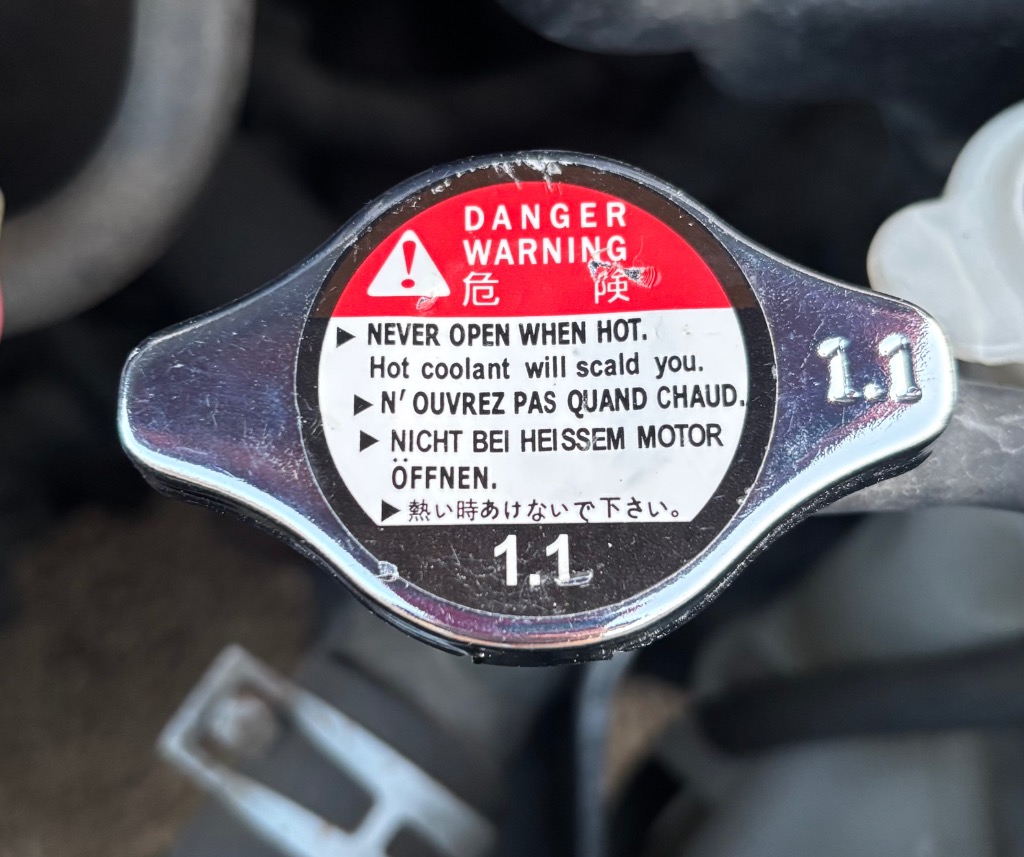 DANGER
WARNING
危 険
▶ NEVER OPEN WHEN HOT.
Hot coolant will scald you.
▶ N'OUVREZ PAS QUAND CHAUD.
▶ NICHT BEI HEISSEM MOTOR
ÖFFNEN.
▶ 熱い時あけないで下さい。
1.1
1.1